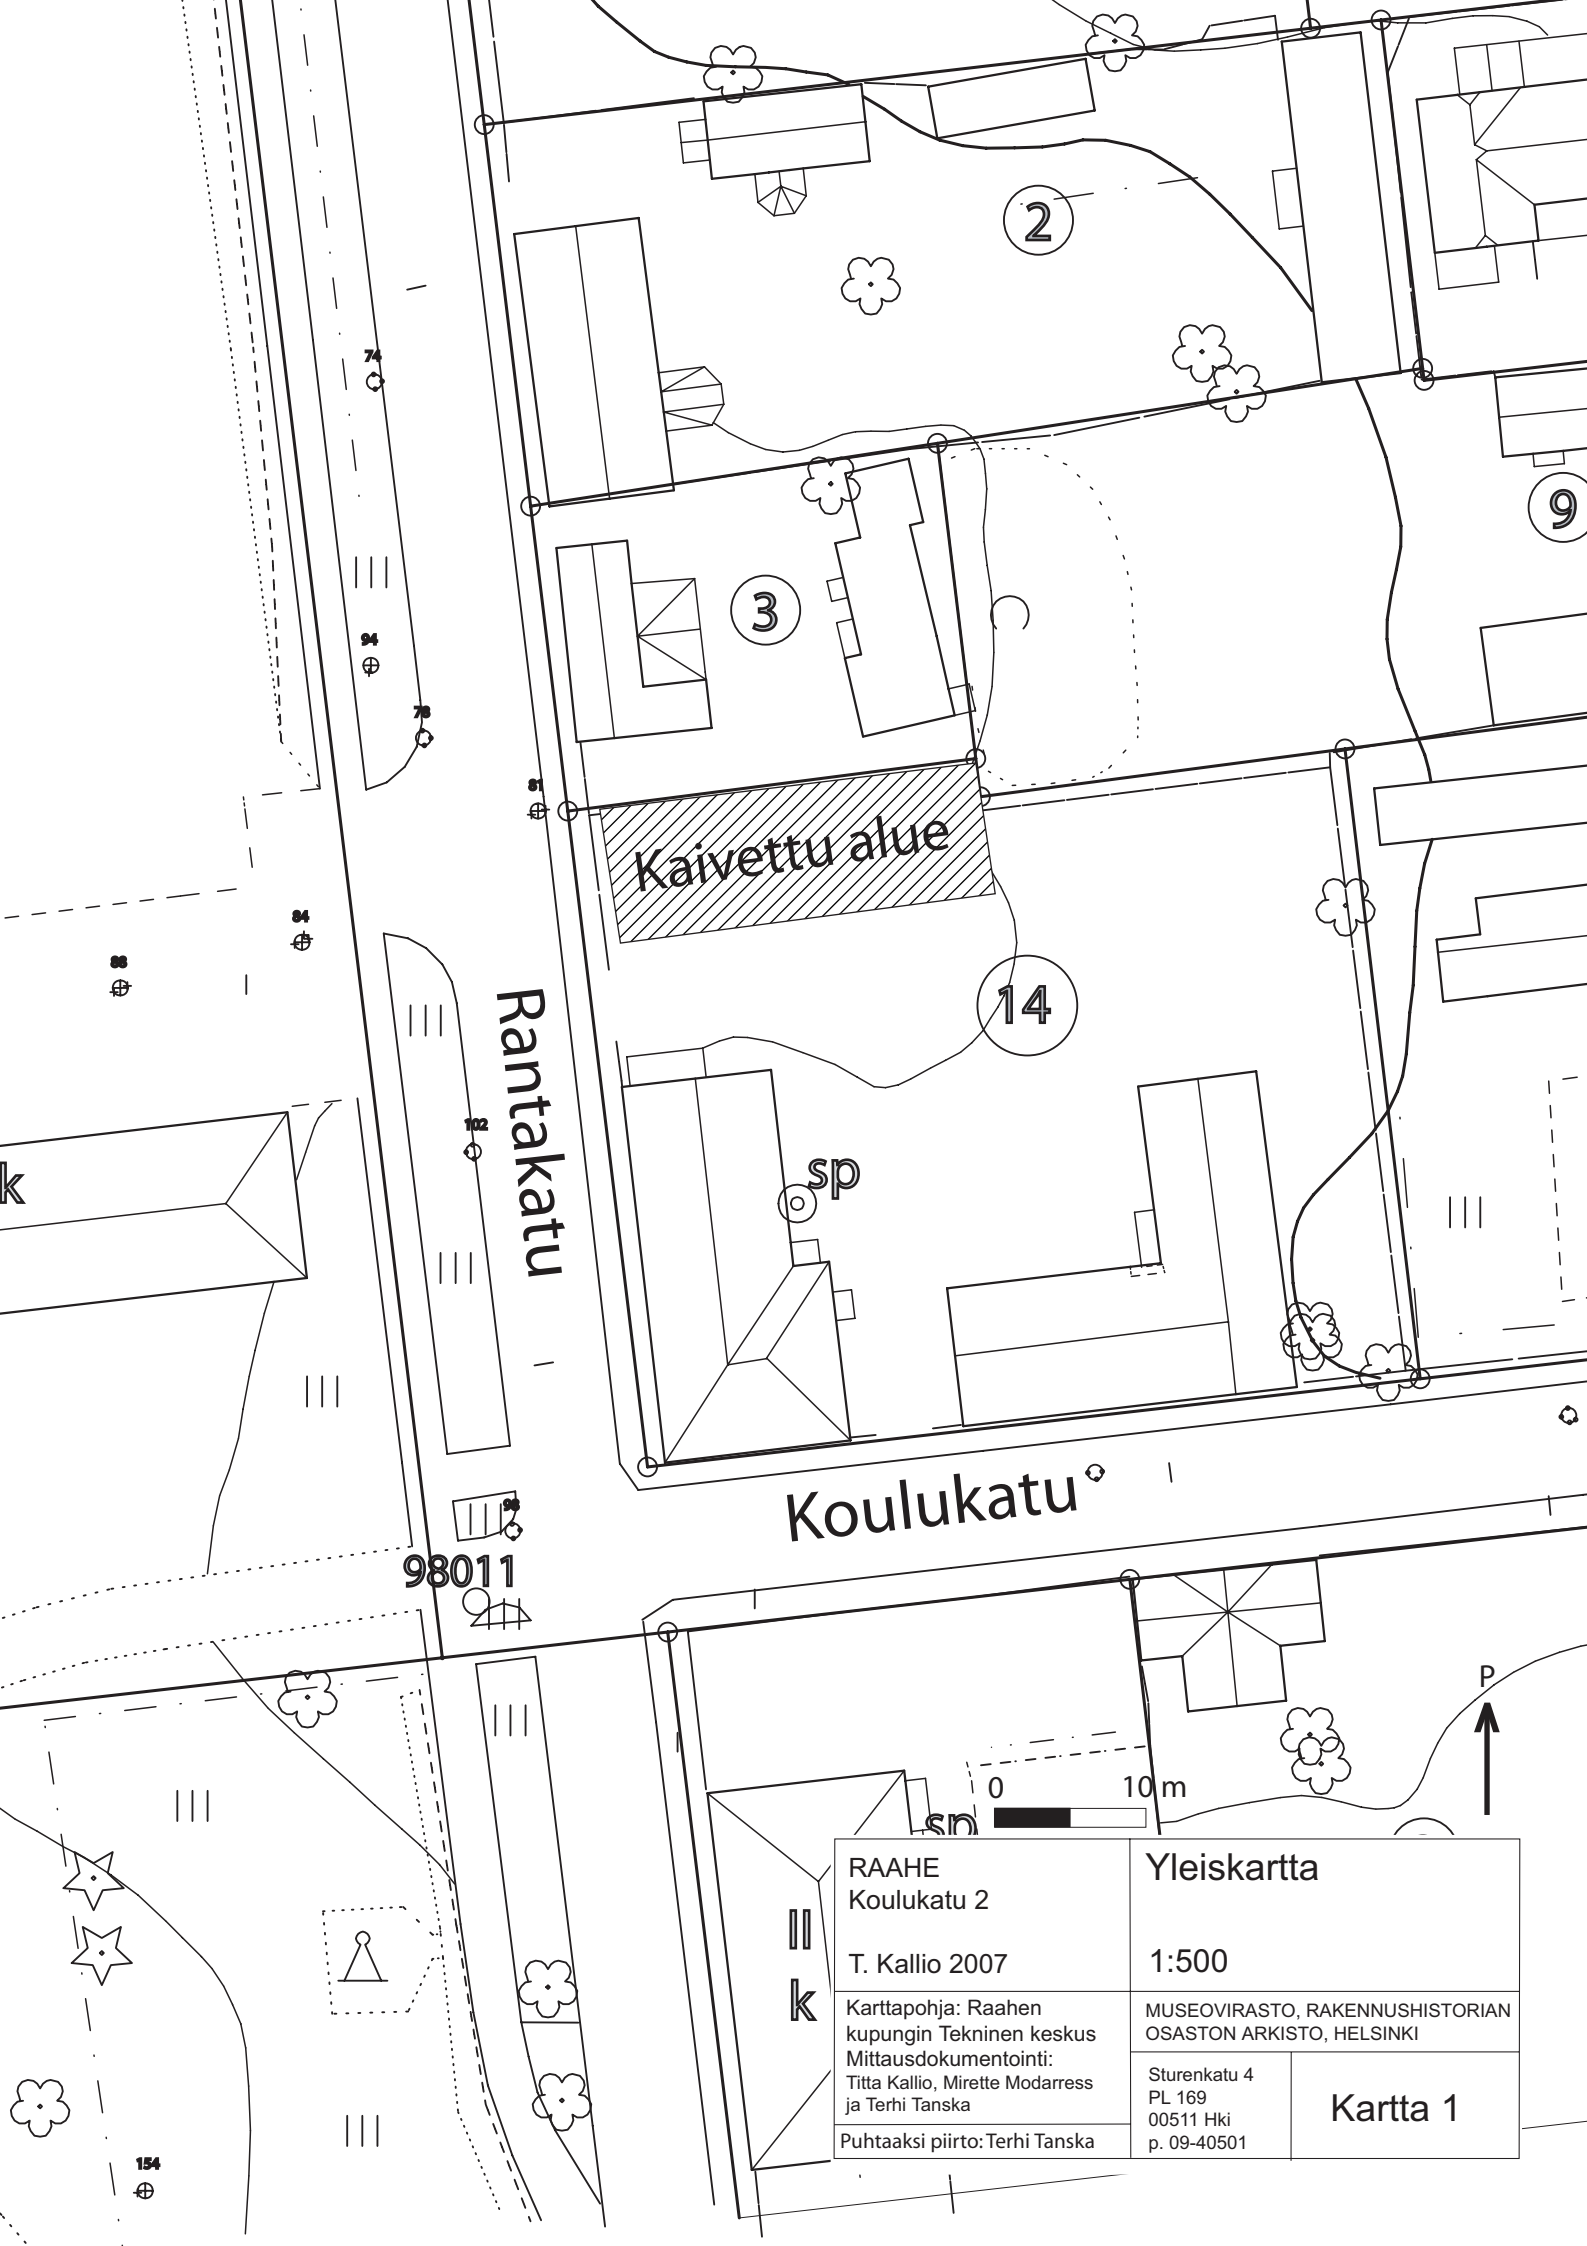 2
74
9
3
94
78
81
Kaivettu alue
84
88
14
Rantakatu
102
sp
k
Koulukatu
98
98011
P
0 10 m
sp
ll
k
RAAHE
Koulukatu 2
T. Kallio 2007
Yleiskartta
1:500
Karttapohja: Raahen
kupungin Tekninen keskus
Mittausdokumentointi:
Titta Kallio, Mirette Modarress
ja Terhi Tanska
Puhtaaksi piirto: Terhi Tanska
MUSEOVIRASTO, RAKENNUSHISTORIAN
OSASTON ARKISTO, HELSINKI
Sturenkatu 4
PL 169
00511 Hki
p. 09-40501
Kartta 1
154